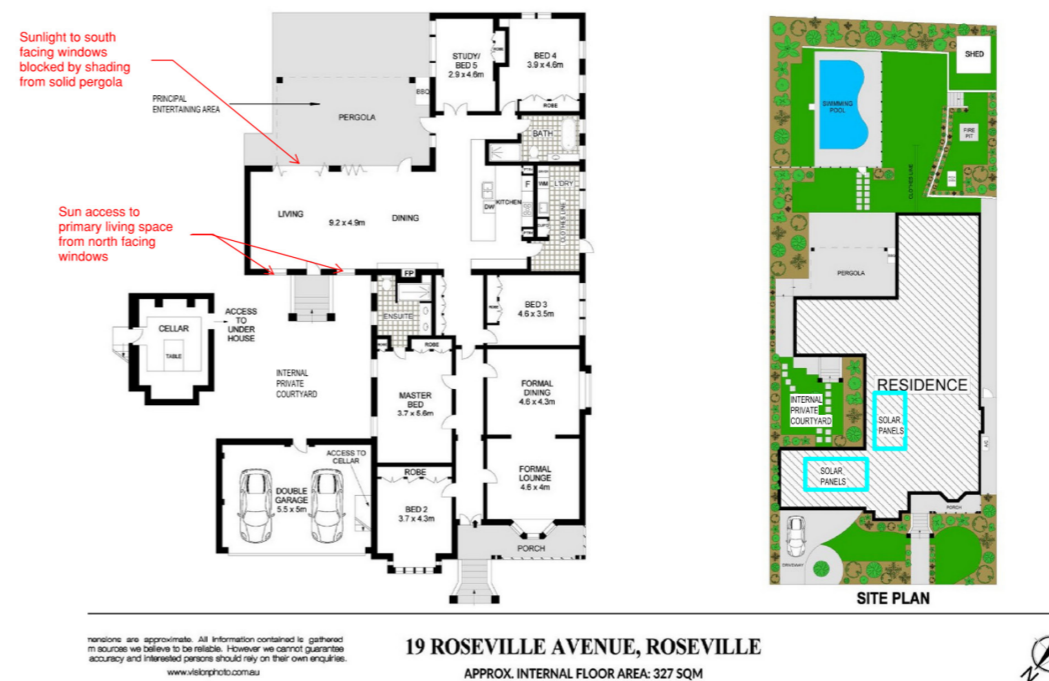 Sunlight to south
facing windows
blocked by shading
from solid pergola
PRINCIPAL
ENTERTAINING AREA
PERGOLA
BBQ
STUDY/
BED 5
2.9 x 4.6m
BED 4
3.9 x 4.6m
ROBE
BATH
Sun access to
primary living space
from north facing
windows
LIVING
9.2 x 4.9m
DINING
KITCHEN
DW
F
WM
L'DRY
CLOTHES LINE
FP
ENSUITE
ROBE
BED 3
4.6 x 3.5m
CELLAR
TABLE
ACCESS
TO
UNDER
HOUSE
INTERNAL
PRIVATE
COURTYARD
MASTER
BED
3.7 x 5.6m
FORMAL
DINING
4.6 x 4.3m
FORMAL
LOUNGE
4.6 x 4m
ACCESS TO
CELLAR
DOUBLE
GARAGE
5.5 x 5m
ROBE
BED 2
3.7 x 4.3m
PORCH
SHED
SWIMMING
POOL
FIRE
PIT
CLOTHES LINE
PERGOLA
RESIDENCE
INTERNAL
PRIVATE
COURTYARD
SOLAR
PANELS
SOLAR
PANELS
PORCH
DRIVEWAY
SITE PLAN
mensions are approximate. All information contained is gathered
m sources we believe to be reliable. However we cannot guarantee
accuracy and interested persons should rely on their own enquiries.
www.visionphoto.com.au
19 ROSEVILLE AVENUE, ROSEVILLE
APPROX. INTERNAL FLOOR AREA: 327 SQM
N